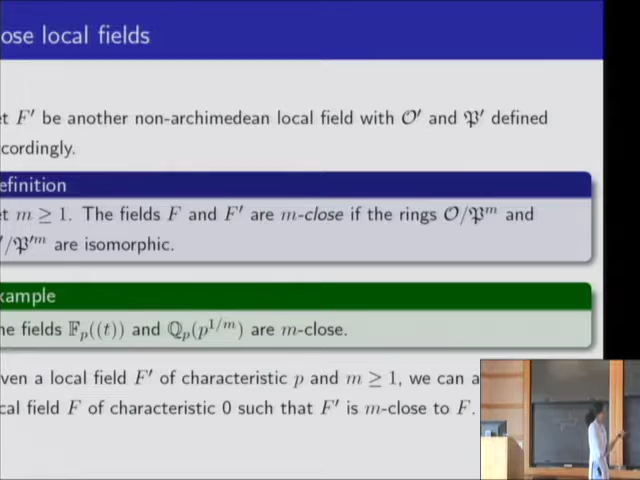 ose local fields
et F′ be another non-archimedean local field with 𝒪′ and 𝔓′ defined
ccordingly.
efinition
et m ≥ 1. The fields F and F′ are m-close if the rings 𝒪/𝔓^m and
′/𝔓′^m are isomorphic.
xample
he fields 𝔽_p((t)) and ℚ_p(p^{1/m}) are m-close.
ven a local field F′ of characteristic p and m ≥ 1, we can a
cal field F of characteristic 0 such that F′ is m-close to F.